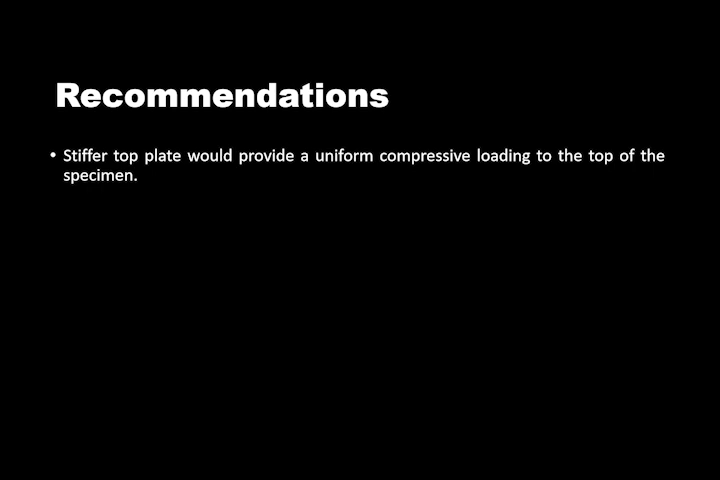 Recommendations
• Stiffer top plate would provide a uniform compressive loading to the top of the
specimen.